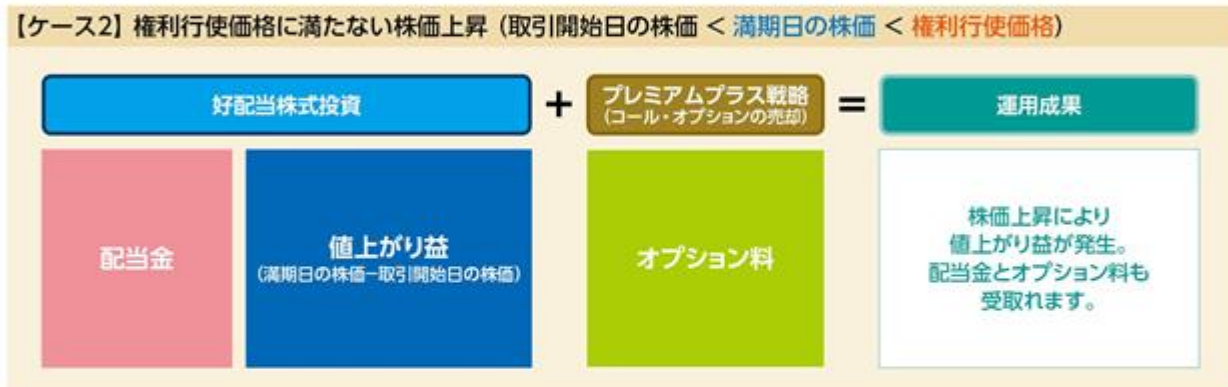 【ケース2】権利行使価格に満たない株価上昇（取引開始日の株価 < 満期日の株価 < 権利行使価格）
好配当株式投資
+
プレミアムプラス戦略
（コール・オプションの売却）
=
運用成果
配当金
値上がり益
（満期日の株価−取引開始日の株価）
オプション料
株価上昇により
値上がり益が発生。
配当金とオプション料も
受取れます。